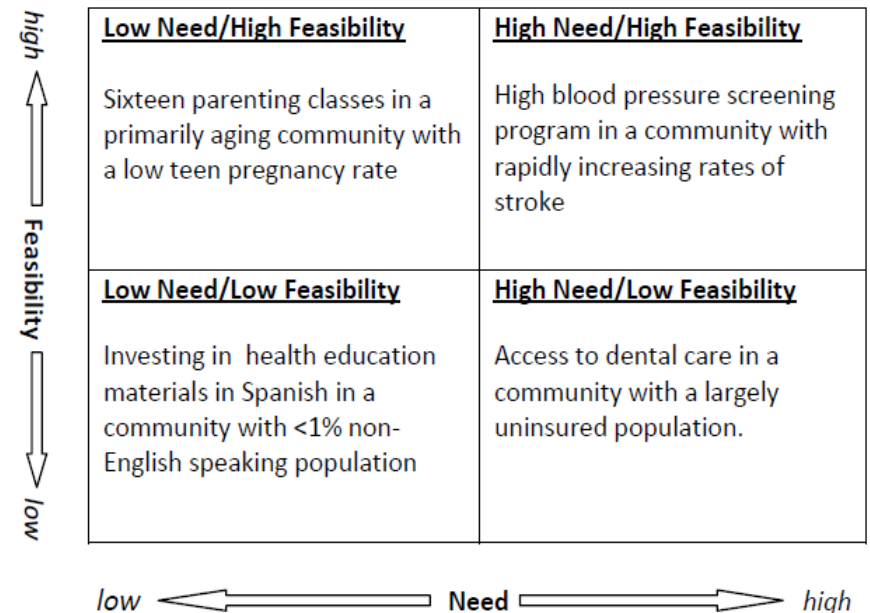 high
Feasibility
low
Low Need/High Feasibility
Sixteen parenting classes in a
primarily aging community with
a low teen pregnancy rate
High Need/High Feasibility
High blood pressure screening
program in a community with
rapidly increasing rates of
stroke
Low Need/Low Feasibility
Investing in health education
materials in Spanish in a
community with <1% non-
English speaking population
High Need/Low Feasibility
Access to dental care in a
community with a largely
uninsured population.
low Need high